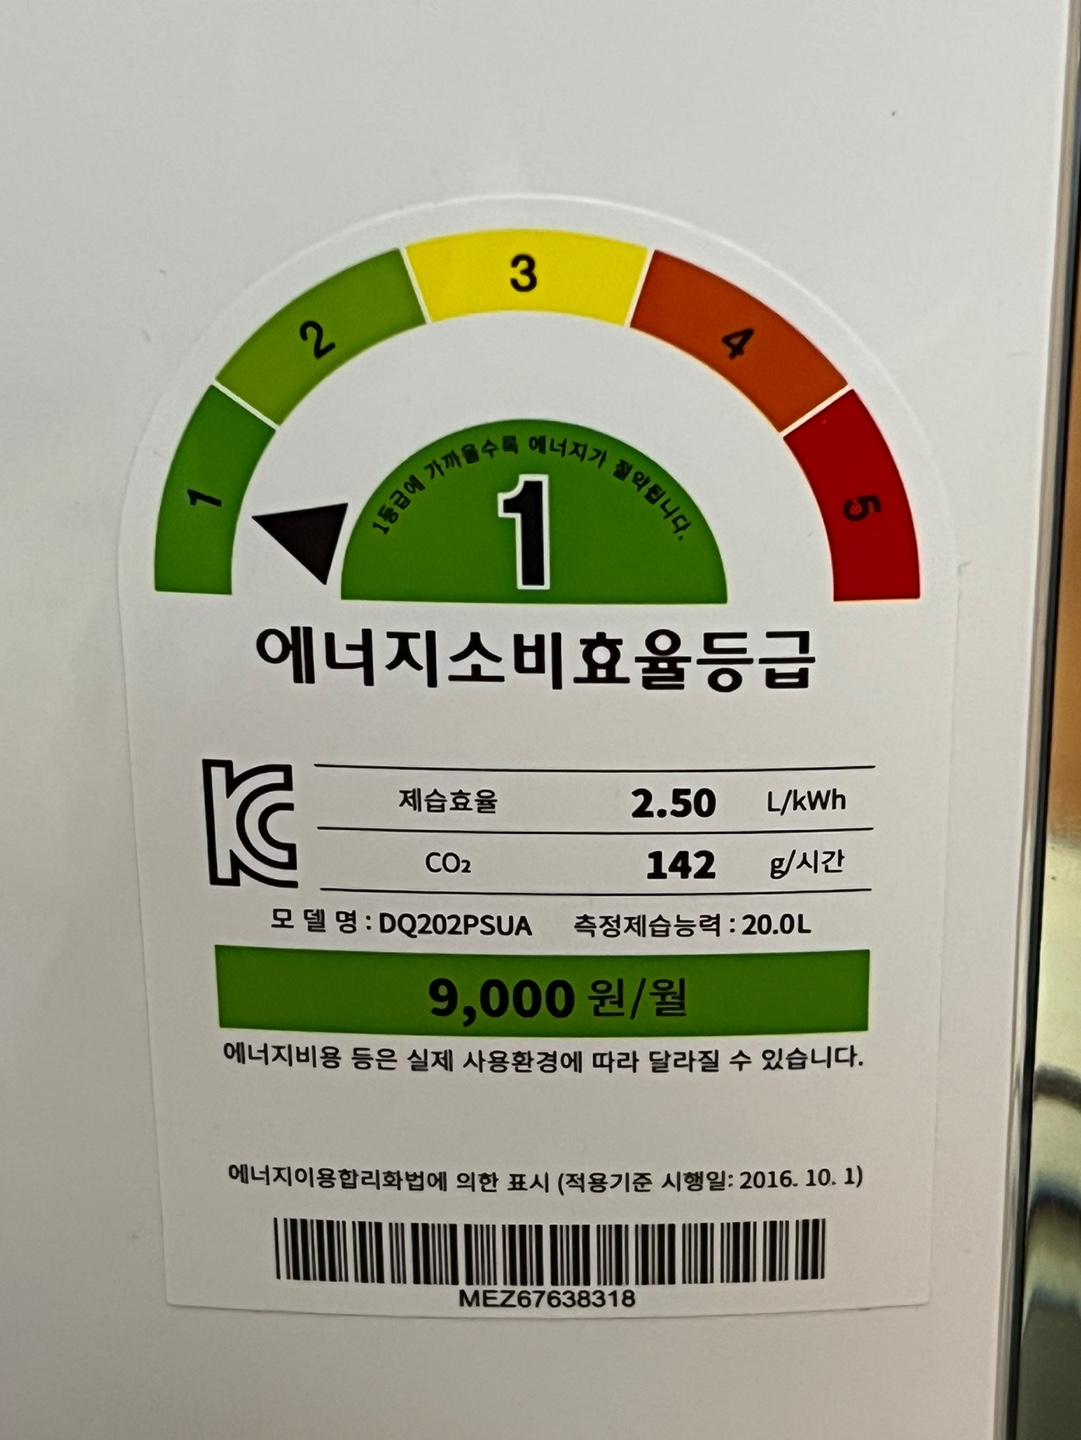 3
2
4
1
5
1등급에 가까울수록 에너지가 절약됩니다.
1
에너지소비효율등급
제습효율 2.50 L/kWh
CO₂ 142 g/시간
모 델 명 : DQ202PSUA 측정제습능력 : 20.0L
9,000 원/월
에너지비용 등은 실제 사용환경에 따라 달라질 수 있습니다.
에너지이용합리화법에 의한 표시 (적용기준 시행일: 2016. 10. 1)
MEZ67638318